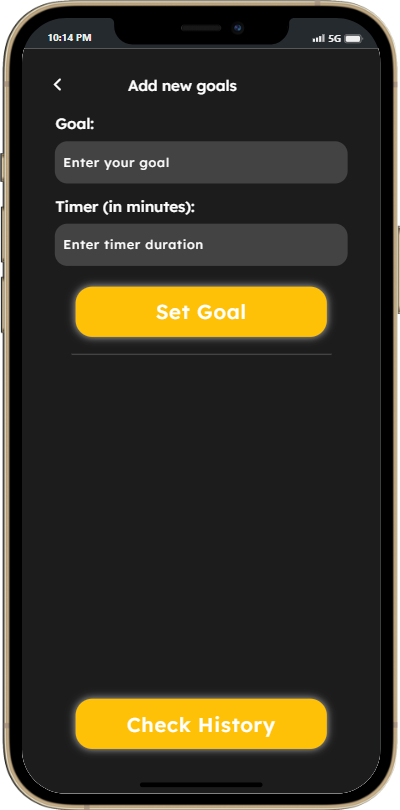 10:14 PM 5G
Add new goals
Goal:
Enter your goal
Timer (in minutes):
Enter timer duration
Set Goal
Check History